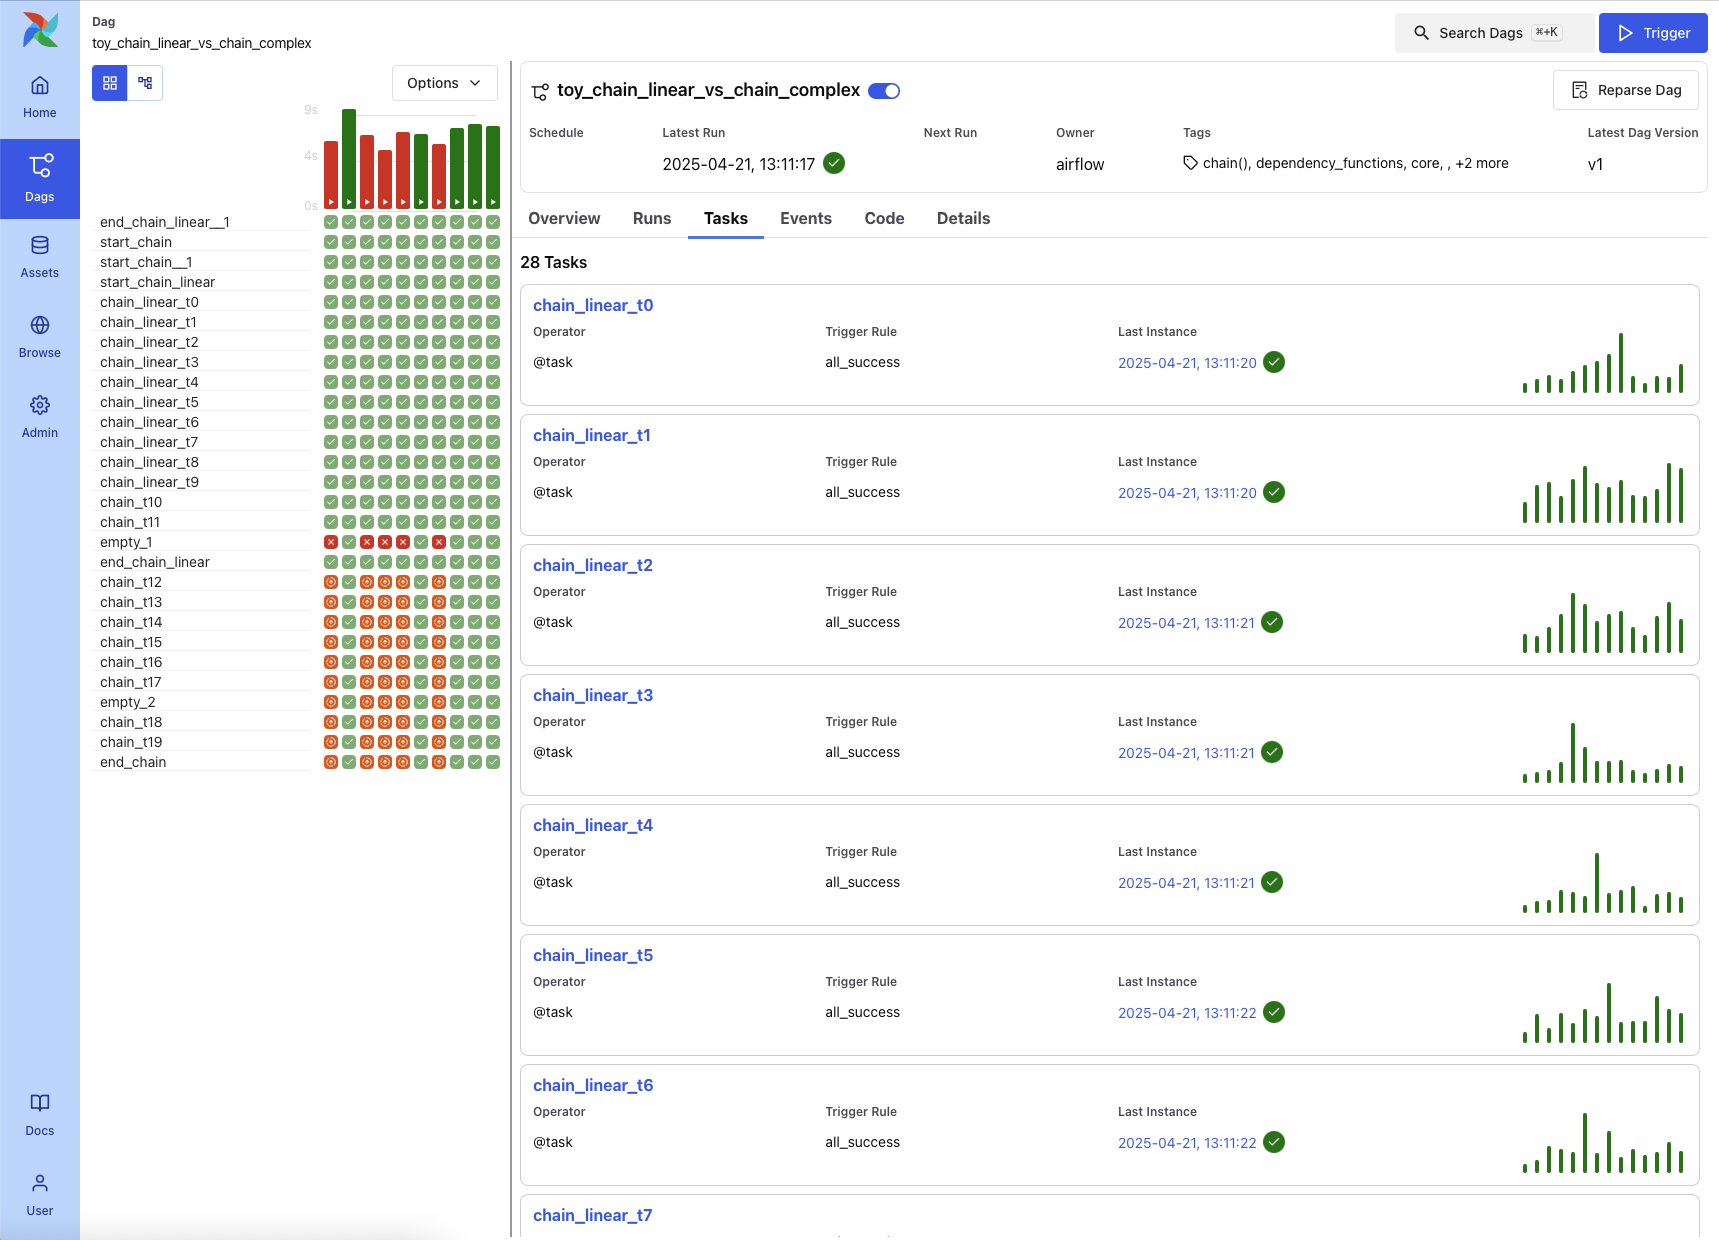 Dag
toy_chain_linear_vs_chain_complex
Search Dags ⌘+K
Trigger
Home
Dags
Assets
Browse
Admin
Docs
User
Options
9s
4s
0s
end_chain_linear__1
start_chain
start_chain__1
start_chain_linear
chain_linear_t0
chain_linear_t1
chain_linear_t2
chain_linear_t3
chain_linear_t4
chain_linear_t5
chain_linear_t6
chain_linear_t7
chain_linear_t8
chain_linear_t9
chain_t10
chain_t11
empty_1
end_chain_linear
chain_t12
chain_t13
chain_t14
chain_t15
chain_t16
chain_t17
empty_2
chain_t18
chain_t19
end_chain
toy_chain_linear_vs_chain_complex
Reparse Dag
Schedule Latest Run Next Run Owner Tags Latest Dag Version
2025-04-21, 13:11:17 airflow chain(), dependency_functions, core, , +2 more v1
Overview Runs Tasks Events Code Details
28 Tasks
chain_linear_t0
Operator Trigger Rule Last Instance
@task all_success 2025-04-21, 13:11:20
chain_linear_t1
Operator Trigger Rule Last Instance
@task all_success 2025-04-21, 13:11:20
chain_linear_t2
Operator Trigger Rule Last Instance
@task all_success 2025-04-21, 13:11:21
chain_linear_t3
Operator Trigger Rule Last Instance
@task all_success 2025-04-21, 13:11:21
chain_linear_t4
Operator Trigger Rule Last Instance
@task all_success 2025-04-21, 13:11:21
chain_linear_t5
Operator Trigger Rule Last Instance
@task all_success 2025-04-21, 13:11:22
chain_linear_t6
Operator Trigger Rule Last Instance
@task all_success 2025-04-21, 13:11:22
chain_linear_t7